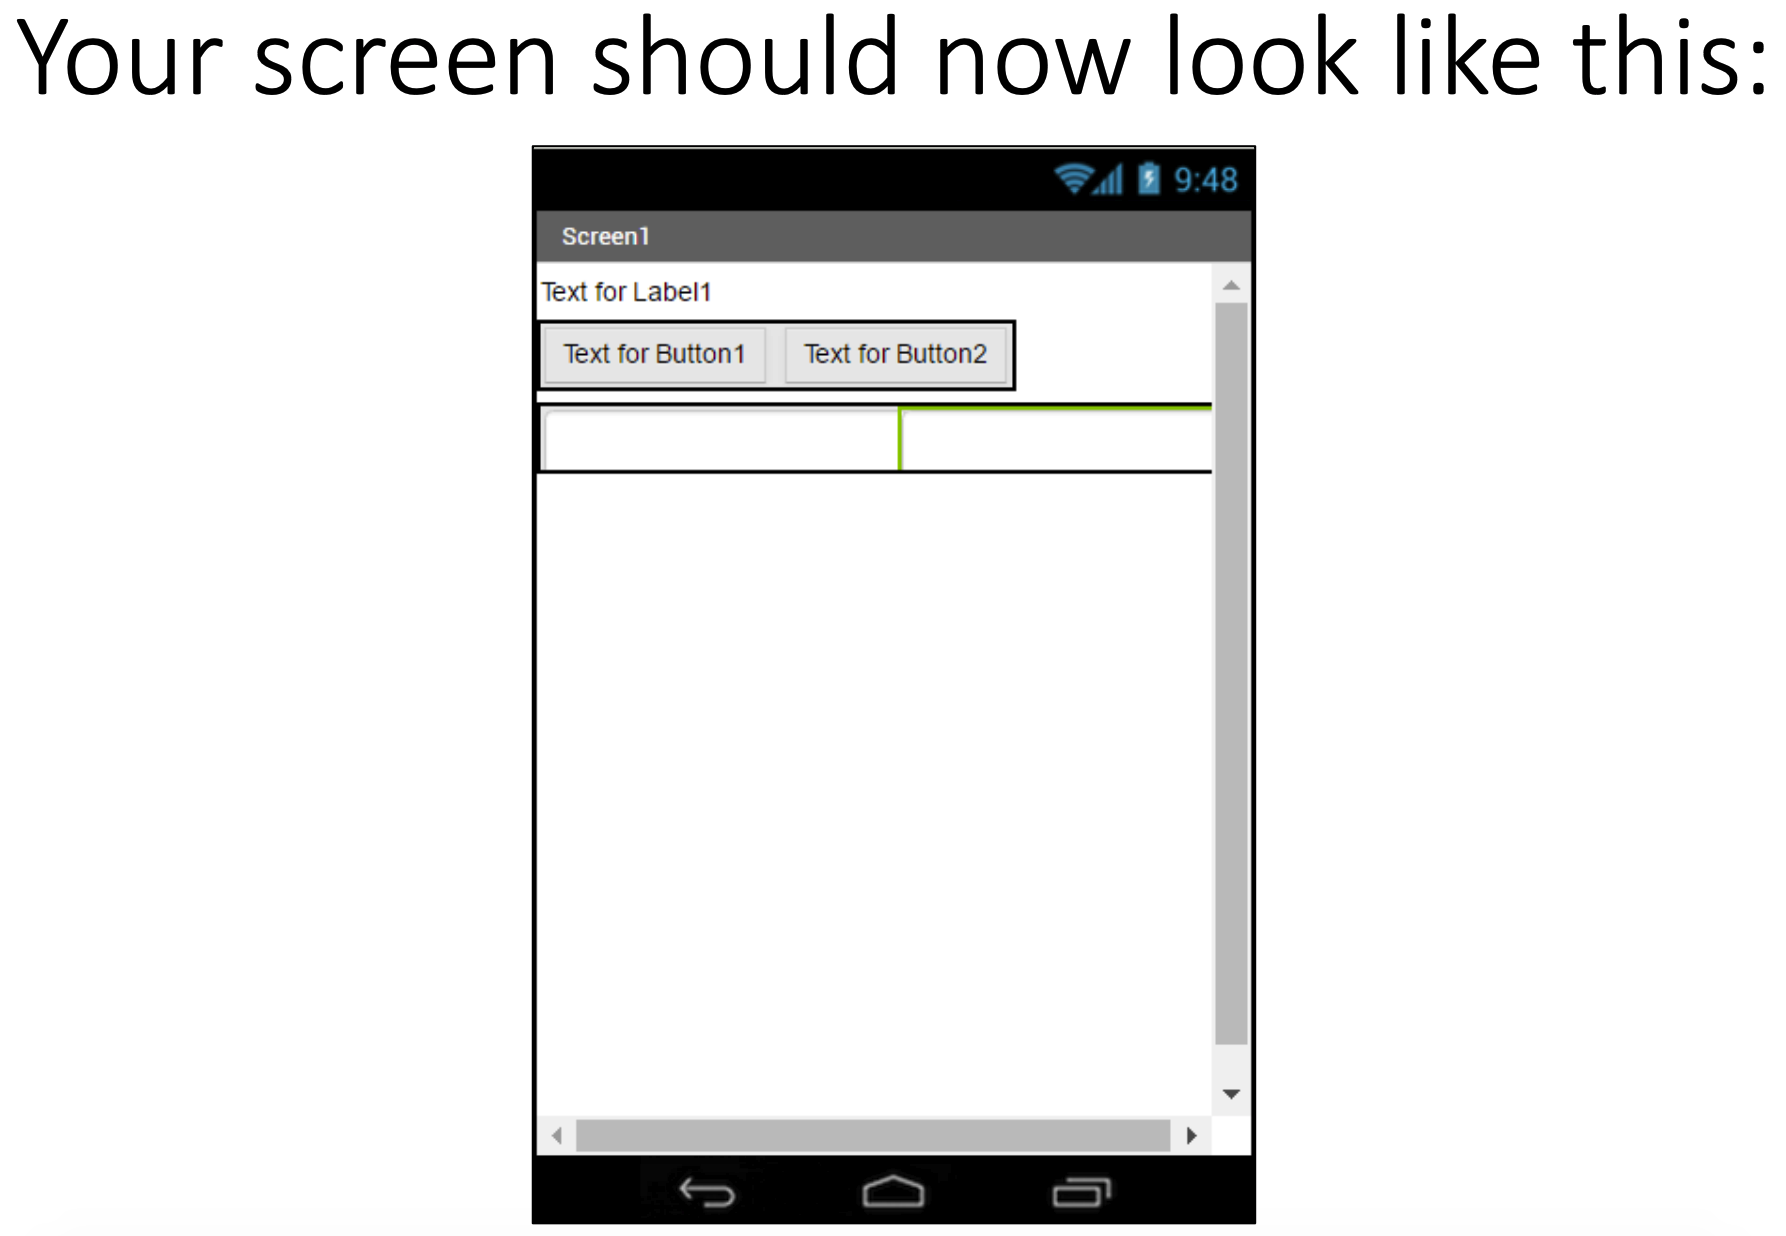 Your screen should now look like this:
9:48
Screen1
Text for Label1
Text for Button1 Text for Button2